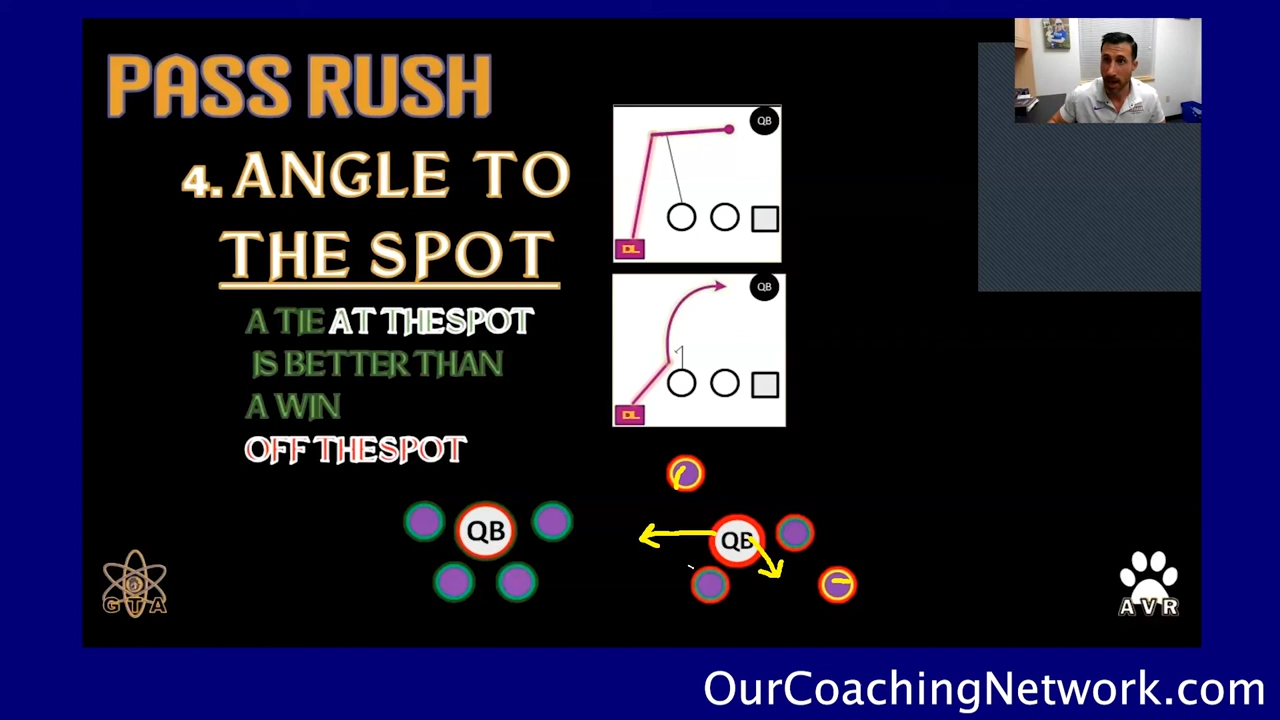 PASS RUSH
4. ANGLE TO
THE SPOT
A TIE AT THE SPOT
IS BETTER THAN
A WIN
OFF THE SPOT
QB
DL
QB
DL
QB
QB
GTA
AVR
OurCoachingNetwork.com